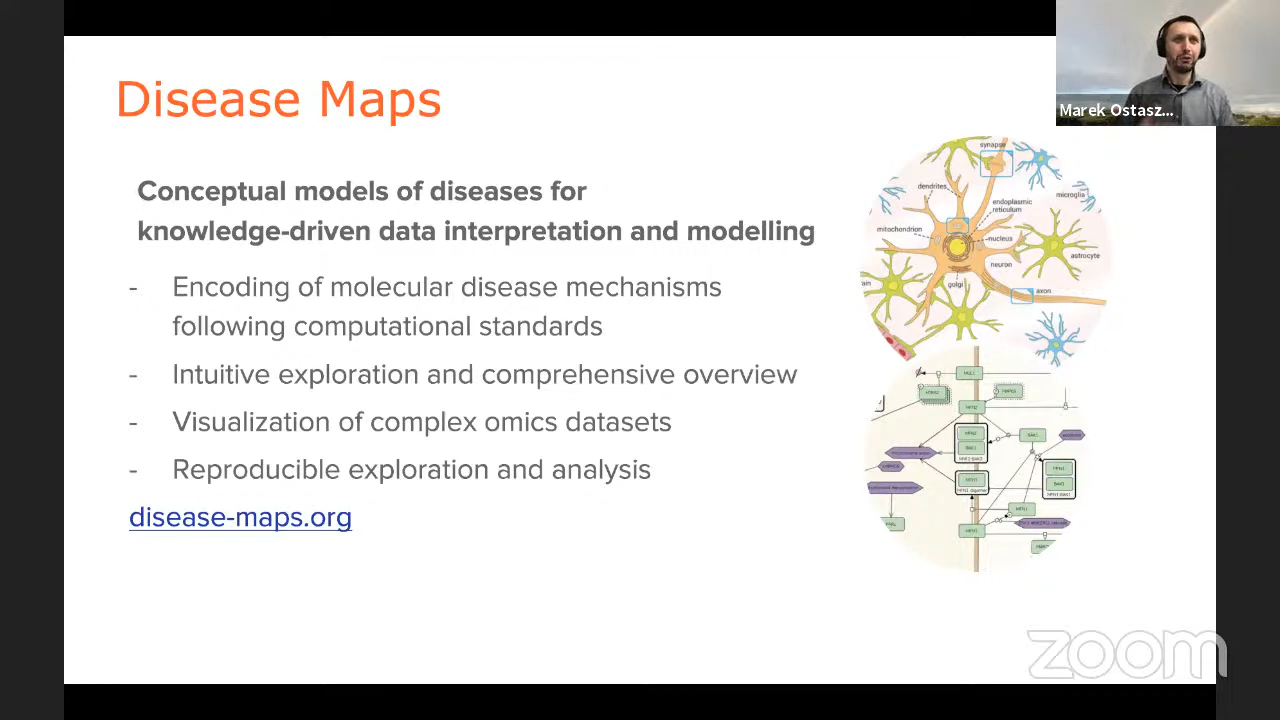 Disease Maps
Marek Ostasz...
Conceptual models of diseases for
knowledge-driven data interpretation and modelling
- Encoding of molecular disease mechanisms
following computational standards
- Intuitive exploration and comprehensive overview
- Visualization of complex omics datasets
- Reproducible exploration and analysis
disease-maps.org
synapse
dendrites
microglia
endoplasmic
reticulum
mitochondrion
nucleus
astrocyte
neuron
golgi
axon
zoom